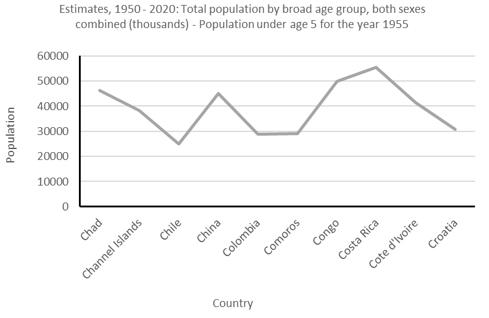 Estimates, 1950 - 2020: Total population by broad age group, both sexes
combined (thousands) - Population under age 5 for the year 1955
60000
50000
40000
30000
20000
10000
0
Population
Chad
Channel Islands
Chile
China
Colombia
Comoros
Congo
Costa Rica
Cote d'Ivoire
Croatia
Country